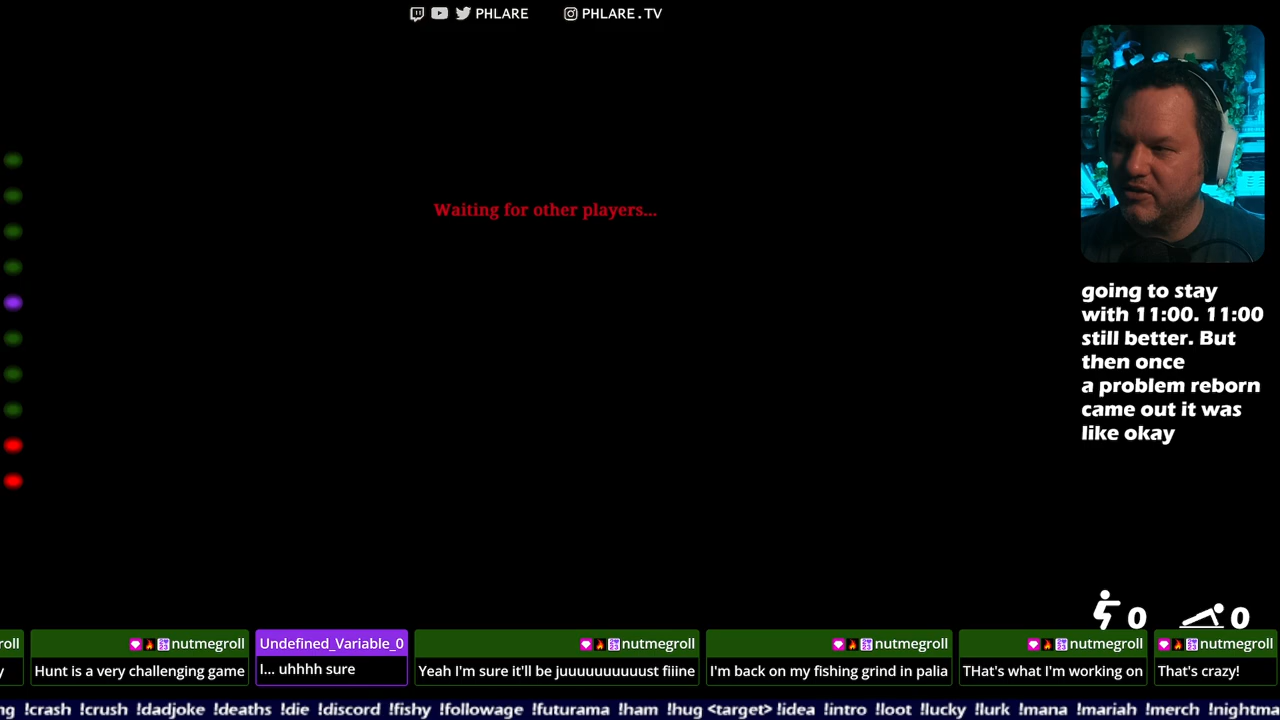 PHLARE PHLARE.TV
Waiting for other players...
going to stay
with 11:00. 11:00
still better. But
then once
a problem reborn
came out it was
like okay
0 0
roll nutmegroll Undefined_Variable_0 nutmegroll nutmegroll nutmegroll nutmegroll
y Hunt is a very challenging game I... uhhhh sure Yeah I'm sure it'll be juuuuuuuuuust fiiine I'm back on my fishing grind in palia THat's what I'm working on That's crazy!
ng !crash !crush !dadjoke !deaths !die !discord !fishy !followage !futurama !ham !hug <target> !idea !intro !loot !lucky !lurk !mana !mariah !merch !nightma